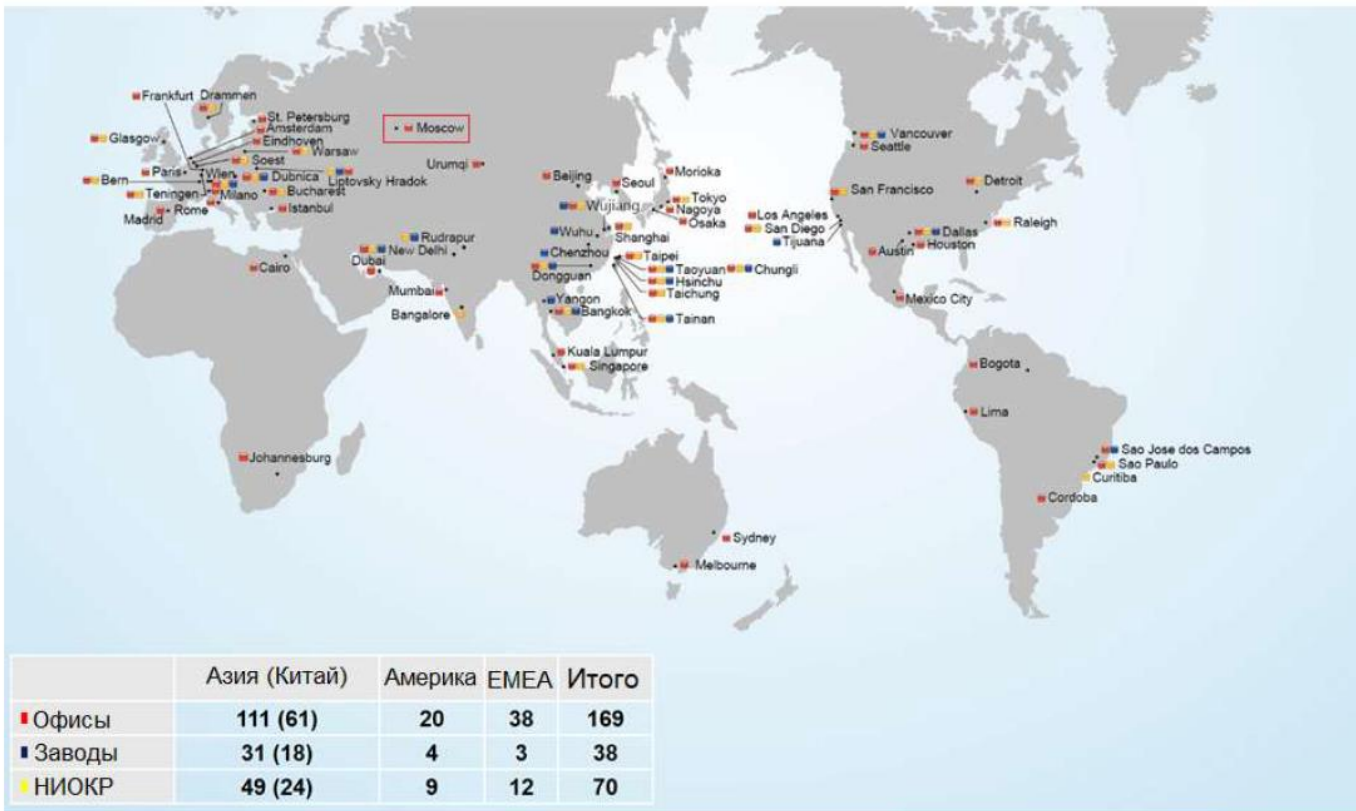 Frankfurt
Drammen
St. Petersburg
Amsterdam
Eindhoven
Glasgow
Warsaw
Moscow
Soest
Paris
Wien
Dubnica
Urumqi
Bern
Liptovsky Hradok
Teningen
Milano
Bucharest
Madrid
Rome
Istanbul
Cairo
Dubai
Rudrapur
New Delhi
Mumbai
Bangalore
Johannesburg
Beijing
Seoul
Morioka
Wujiang
Tokyo
Nagoya
Osaka
Wuhu
Shanghai
Chenzhou
Taipei
Dongguan
Taoyuan
Chungli
Hsinchu
Taichung
Yangon
Bangkok
Tainan
Kuala Lumpur
Singapore
Sydney
Melbourne
Vancouver
Seattle
San Francisco
Detroit
Los Angeles
San Diego
Tijuana
Raleigh
Dallas
Austin
Houston
Mexico City
Bogota
Lima
Sao Jose dos Campos
Sao Paulo
Curitiba
Cordoba
Азия (Китай) Америка EMEA Итого
Офисы 111 (61) 20 38 169
Заводы 31 (18) 4 3 38
НИОКР 49 (24) 9 12 70